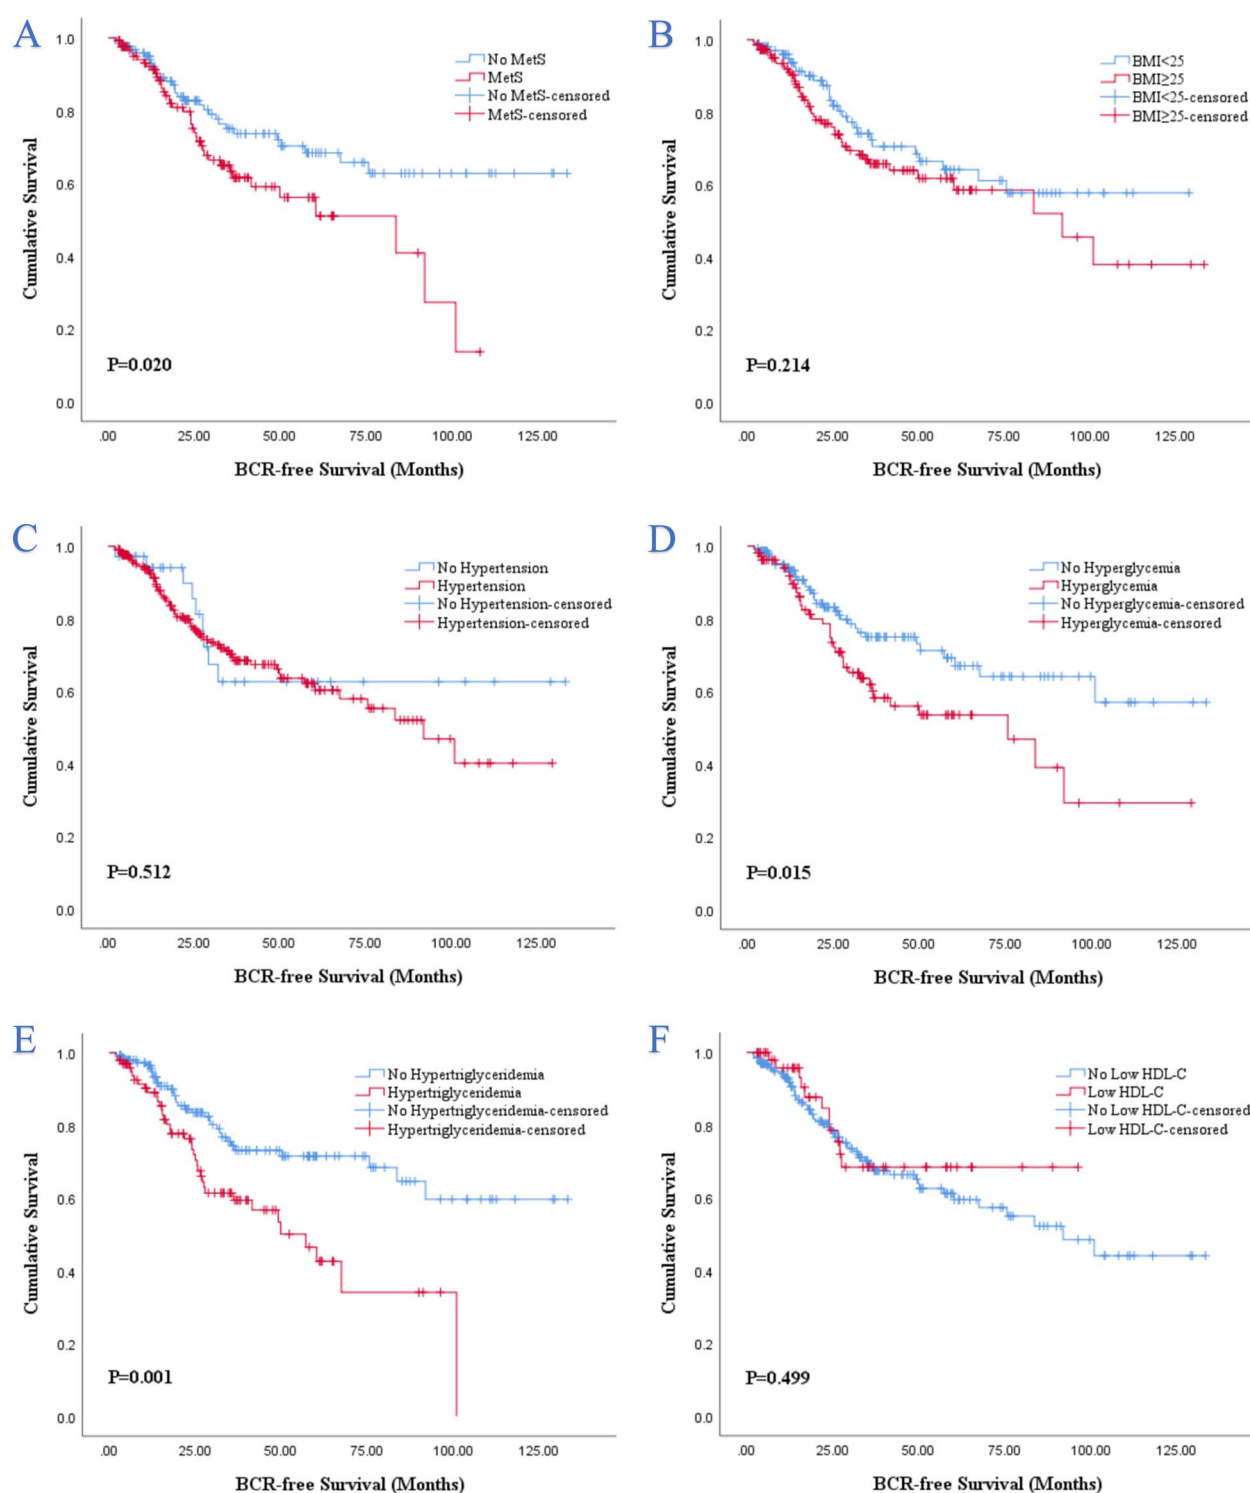 A
1.0
0.8
0.6
0.4
0.2
0.0
Cumulative Survival
No MetS
MetS
No MetS-censored
MetS-censored
P=0.020
.00 25.00 50.00 75.00 100.00 125.00
BCR-free Survival (Months)
B
1.0
0.8
0.6
0.4
0.2
0.0
Cumulative Survival
BMI<25
BMI≥25
BMI<25-censored
BMI≥25-censored
P=0.214
.00 25.00 50.00 75.00 100.00 125.00
BCR-free Survival (Months)
C
1.0
0.8
0.6
0.4
0.2
0.0
Cumulative Survival
No Hypertension
Hypertension
No Hypertension-censored
Hypertension-censored
P=0.512
.00 25.00 50.00 75.00 100.00 125.00
BCR-free Survival (Months)
D
1.0
0.8
0.6
0.4
0.2
0.0
Cumulative Survival
No Hyperglycemia
Hyperglycemia
No Hyperglycemia-censored
Hyperglycemia-censored
P=0.015
.00 25.00 50.00 75.00 100.00 125.00
BCR-free Survival (Months)
E
1.0
0.8
0.6
0.4
0.2
0.0
Cumulative Survival
No Hypertriglyceridemia
Hypertriglyceridemia
No Hypertriglyceridemia-censored
Hypertriglyceridemia-censored
P=0.001
.00 25.00 50.00 75.00 100.00 125.00
BCR-free Survival (Months)
F
1.0
0.8
0.6
0.4
0.2
0.0
Cumulative Survival
No Low HDL-C
Low HDL-C
No Low HDL-C-censored
Low HDL-C-censored
P=0.499
.00 25.00 50.00 75.00 100.00 125.00
BCR-free Survival (Months)